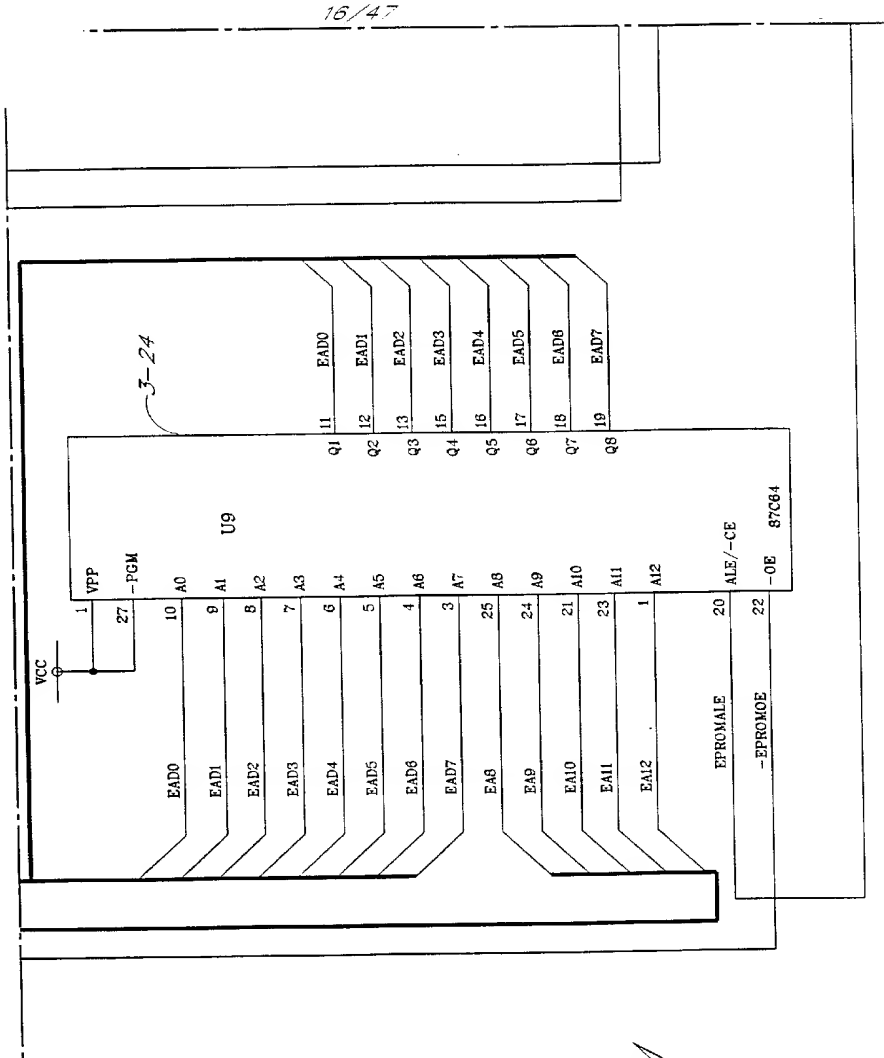 16/47
3-24
U9
87C64
VCC
1 VPP
27 -PGM
EAD0 10 A0
EAD1 9 A1
EAD2 8 A2
EAD3 7 A3
EAD4 6 A4
EAD5 5 A5
EAD6 4 A6
EAD7 3 A7
EA8 25 A8
EA9 24 A9
EA10 21 A10
EA11 23 A11
EA12 1 A12
EPROMALE 20 ALE/-CE
-EPROMOE 22 -OE
Q1 11 EAD0
Q2 12 EAD1
Q3 13 EAD2
Q4 15 EAD3
Q5 16 EAD4
Q6 17 EAD5
Q7 18 EAD6
Q8 19 EAD7